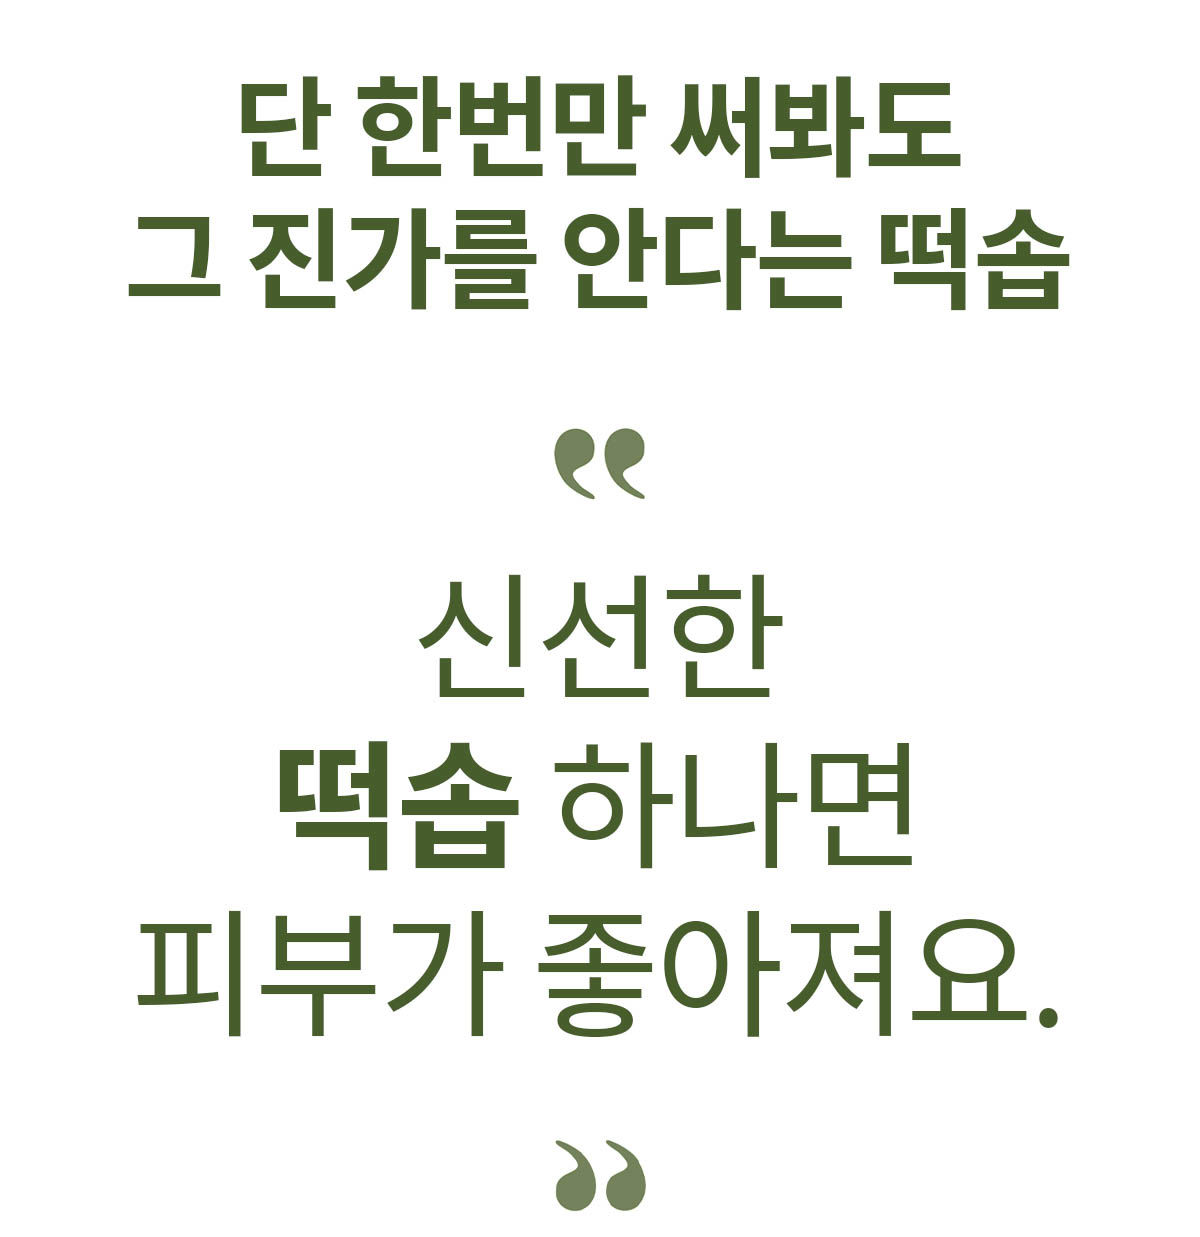 단 한번만 써봐도
그 진가를 안다는 떡솝
❝
신선한
떡솝 하나면
피부가 좋아져요.
❞